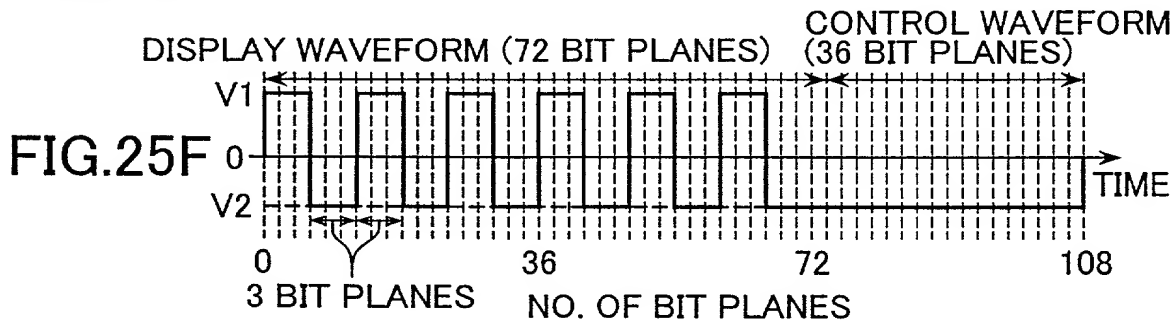 CONTROL WAVEFORM
DISPLAY WAVEFORM (72 BIT PLANES) (36 BIT PLANES)
V1
FIG.25F 0
TIME
V2
0 36 72 108
3 BIT PLANES NO. OF BIT PLANES